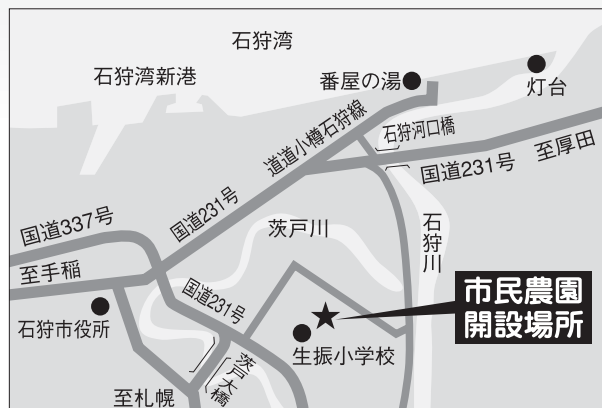 石狩湾
石狩湾新港
番屋の湯
灯台
道道小樽石狩線
石狩河口橋
国道231号
至厚田
国道231号
国道337号
茨戸川
石狩川
至手稲
国道231号
市民農園
開設場所
石狩市役所
生振小学校
茨戸大橋
至札幌